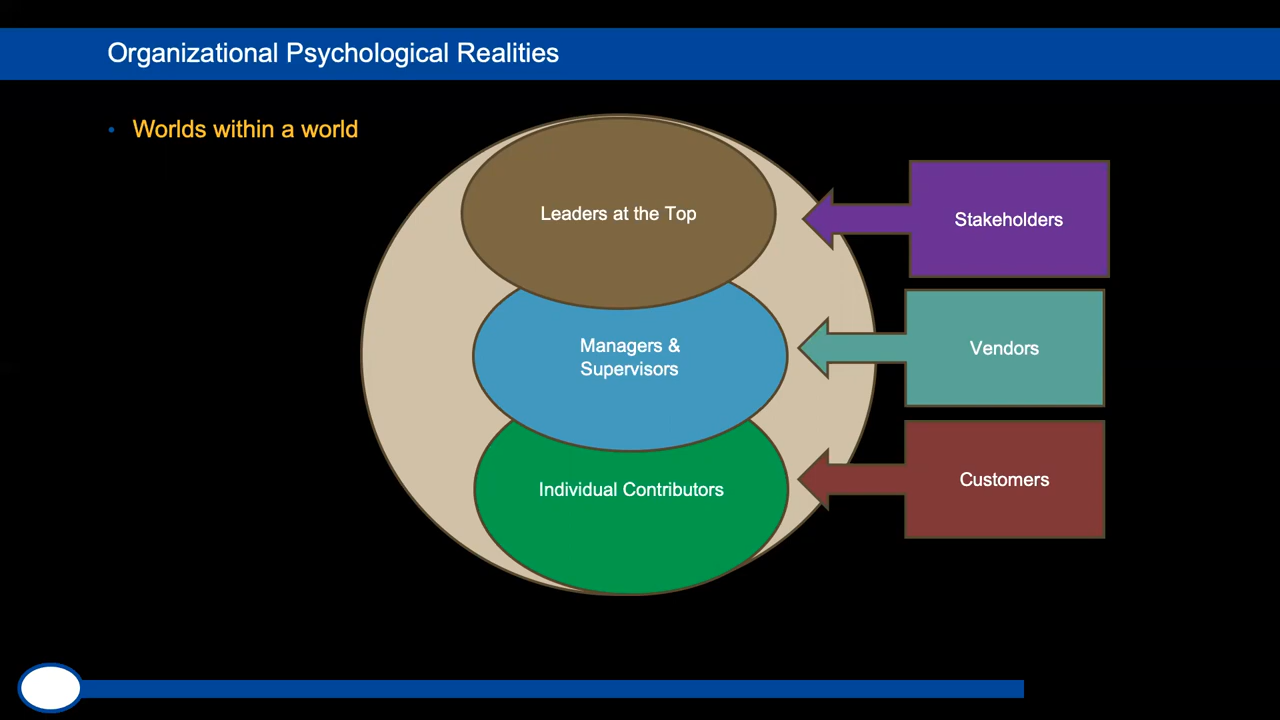 Organizational Psychological Realities
• Worlds within a world
Leaders at the Top
Stakeholders
Managers &
Supervisors
Vendors
Individual Contributors
Customers